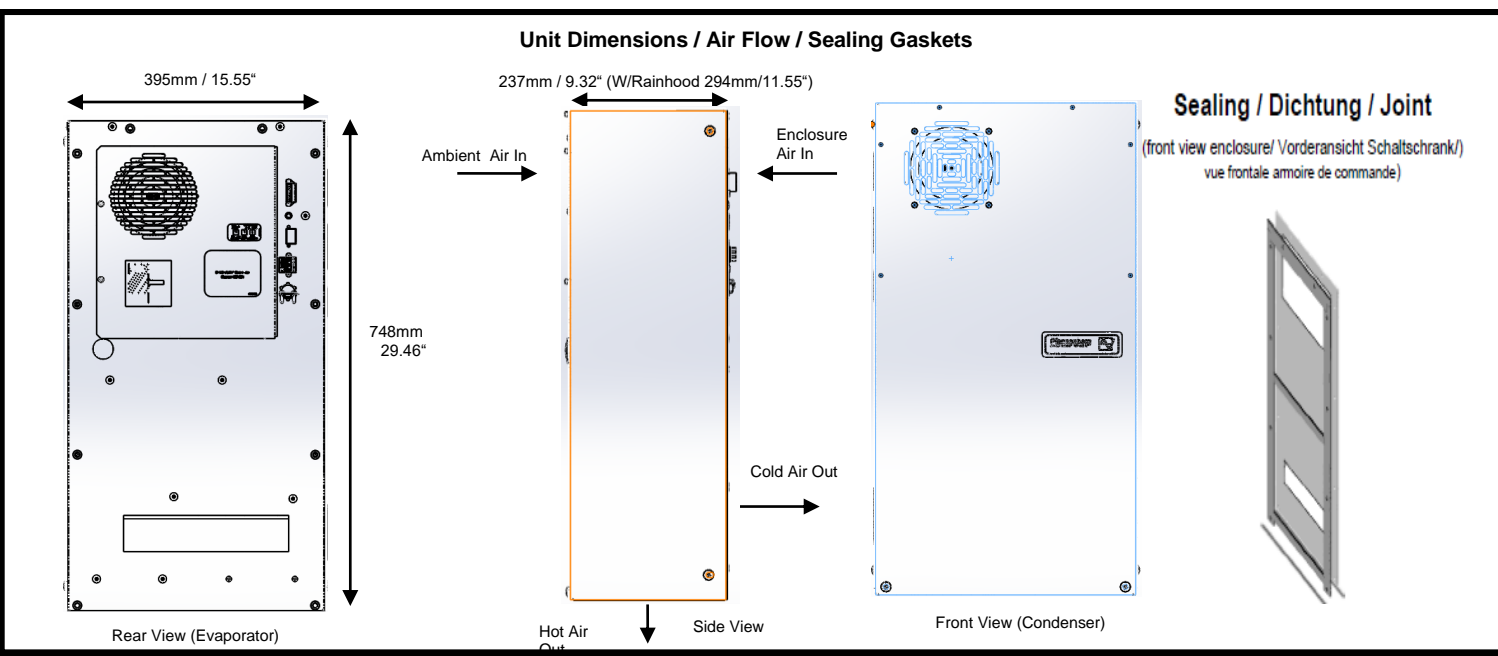 Unit Dimensions / Air Flow / Sealing Gaskets
395mm / 15.55“
237mm / 9.32“ (W/Rainhood 294mm/11.55“)
Sealing / Dichtung / Joint
(front view enclosure/ Vorderansicht Schaltschrank/)
vue frontale armoire de commande)
Ambient Air In
Enclosure
Air In
748mm
29.46“
Cold Air Out
Rear View (Evaporator)
Hot Air
Out
Side View
Front View (Condenser)